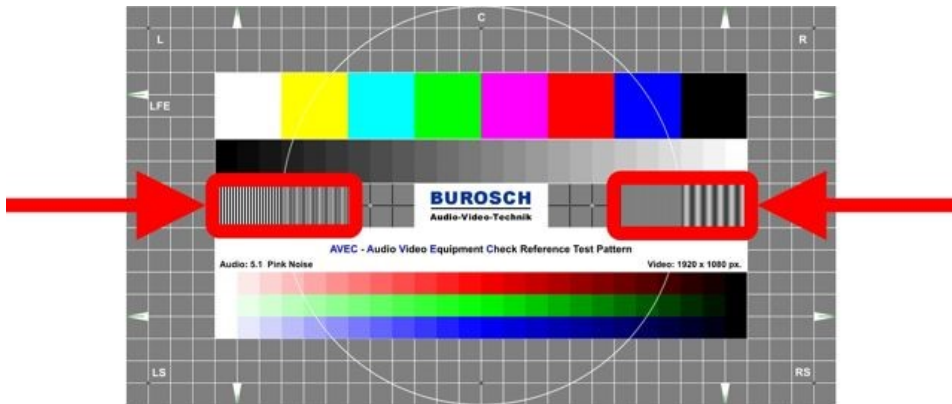 C
L
R
LFE
BUROSCH
Audio-Video-Technik
AVEC - Audio Video Equipment Check Reference Test Pattern
Audio: 5.1 Pink Noise
Video: 1920 x 1080 px.
LS
RS